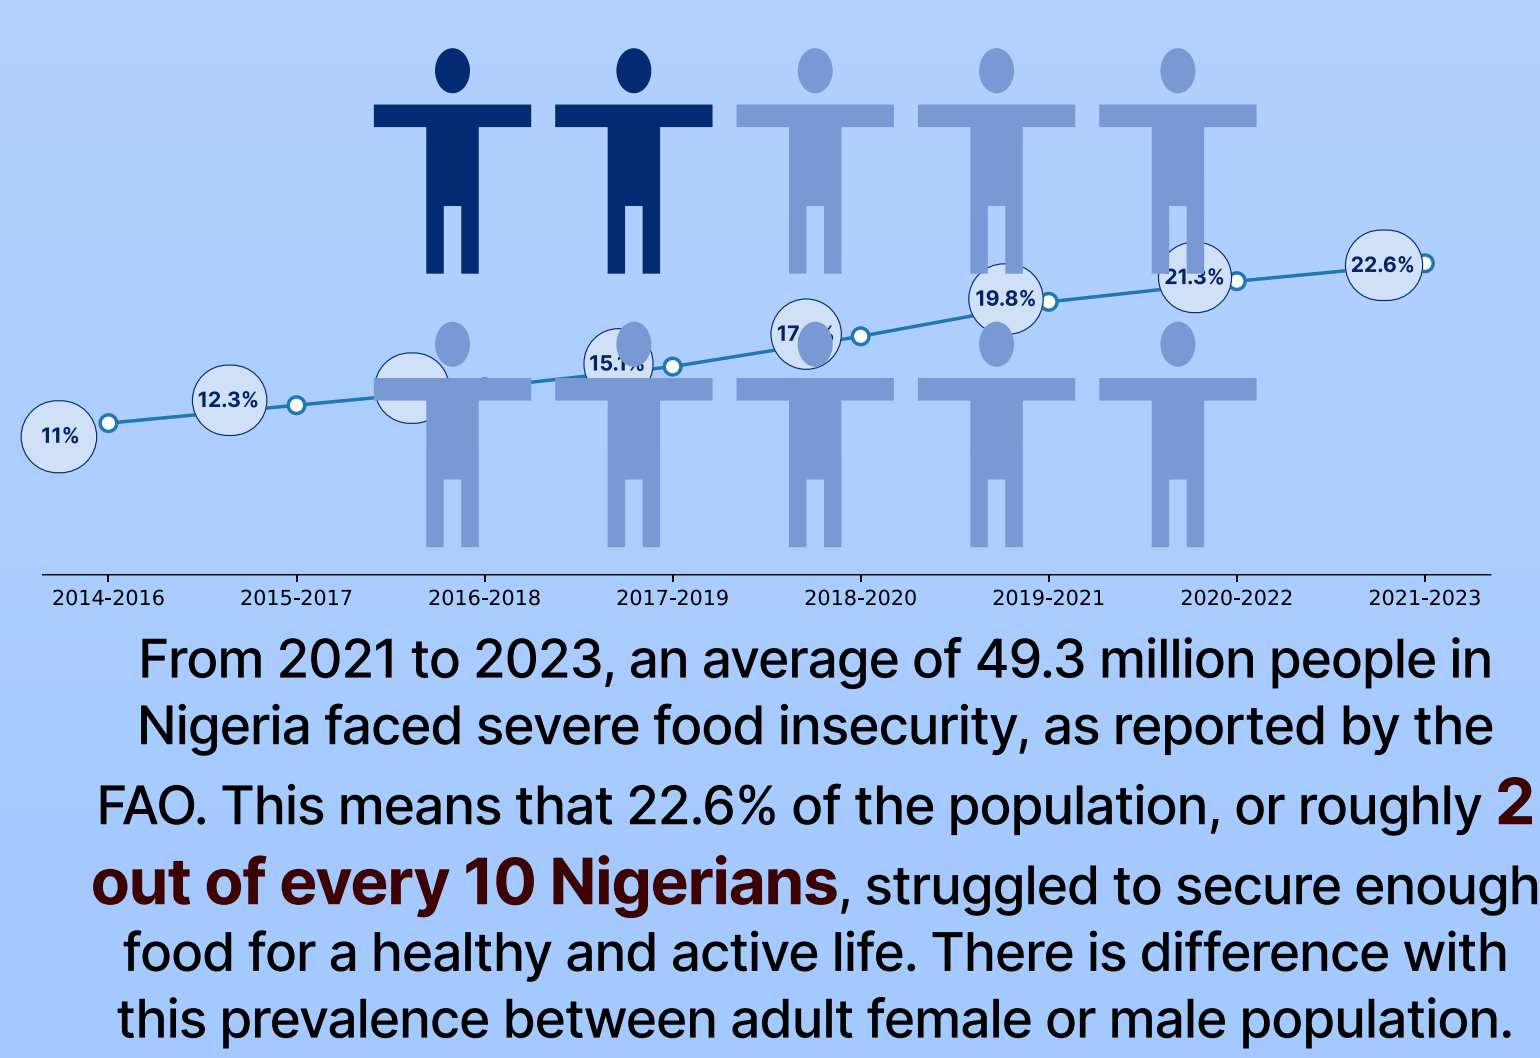 22.6%
21.3%
19.8%
15.1%
12.3%
11%
2014-2016 2015-2017 2016-2018 2017-2019 2018-2020 2019-2021 2020-2022 2021-2023
From 2021 to 2023, an average of 49.3 million people in
Nigeria faced severe food insecurity, as reported by the
FAO. This means that 22.6% of the population, or roughly 2
out of every 10 Nigerians, struggled to secure enough
food for a healthy and active life. There is difference with
this prevalence between adult female or male population.